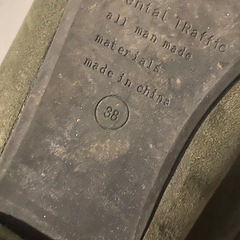 ental TRaffic
all man made
materials.
made in china
38